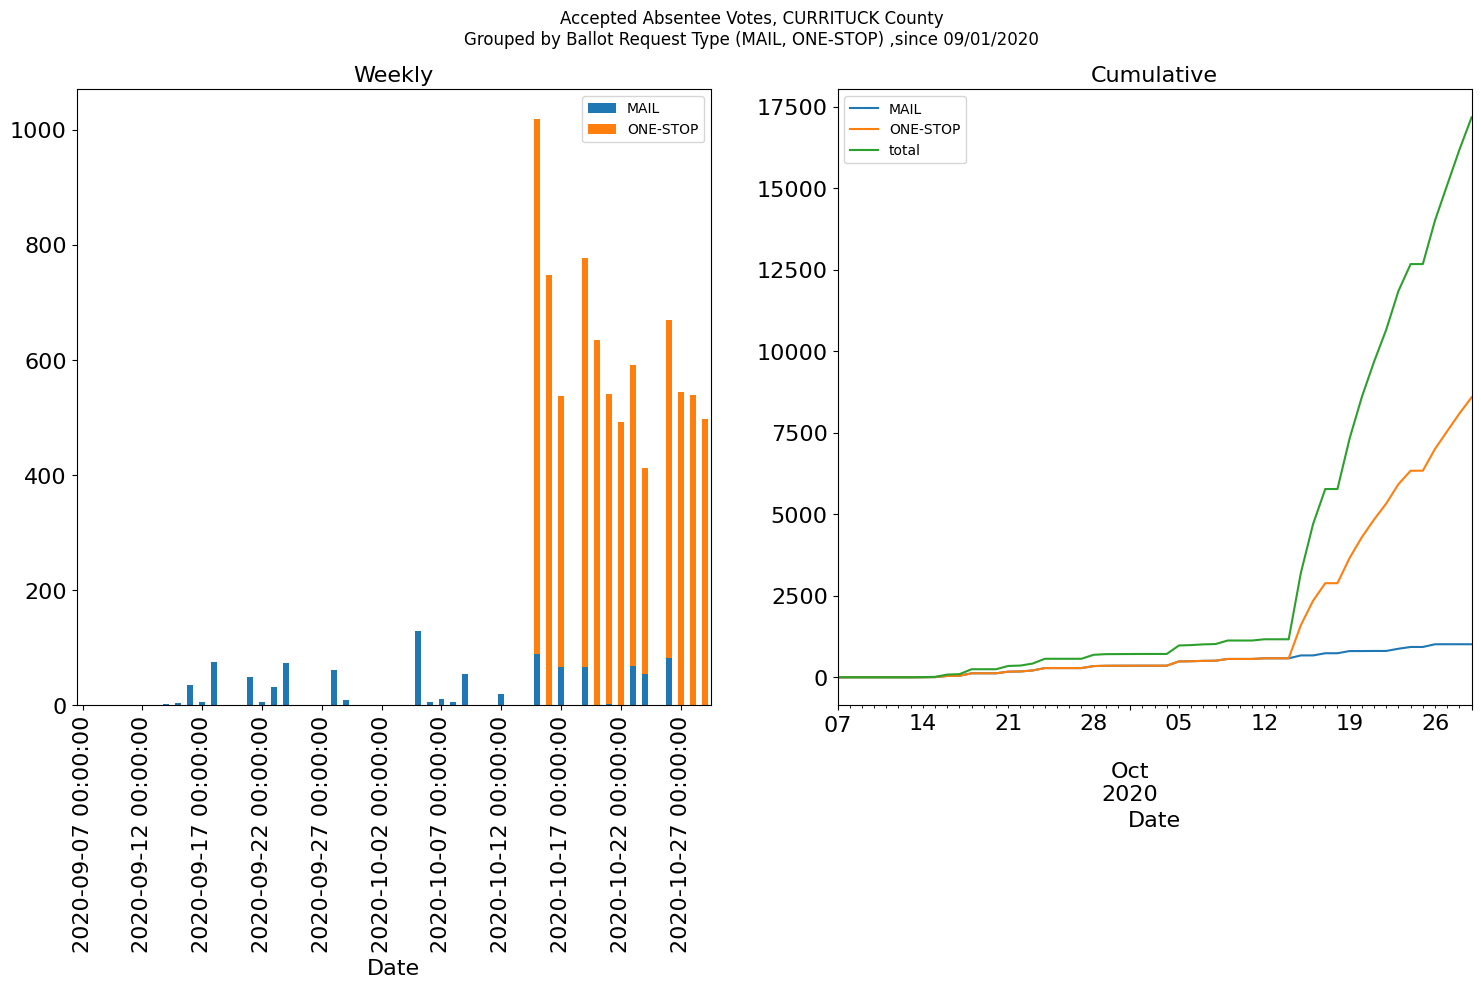 Accepted Absentee Votes, CURRITUCK County
Grouped by Ballot Request Type (MAIL, ONE-STOP) ,since 09/01/2020
Weekly
MAIL
ONE-STOP
1000
800
600
400
200
0
2020-09-07 00:00:00
2020-09-12 00:00:00
2020-09-17 00:00:00
2020-09-22 00:00:00
2020-09-27 00:00:00
2020-10-02 00:00:00
2020-10-07 00:00:00
2020-10-12 00:00:00
2020-10-17 00:00:00
2020-10-22 00:00:00
2020-10-27 00:00:00
Date
Cumulative
MAIL
ONE-STOP
total
17500
15000
12500
10000
7500
5000
2500
0
07 14 21 28 05 12 19 26
Oct
2020
Date